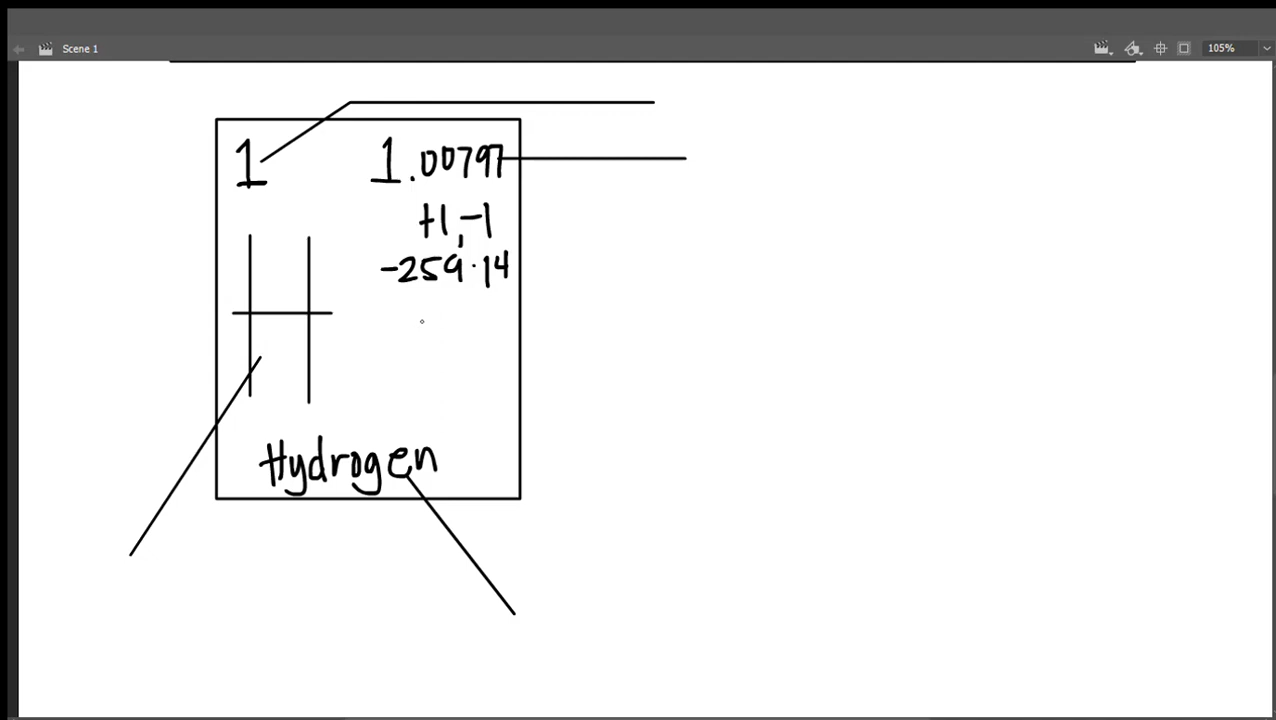 Scene 1
105%
1
1.00797
+1,-1
-259.14
H
Hydrogen